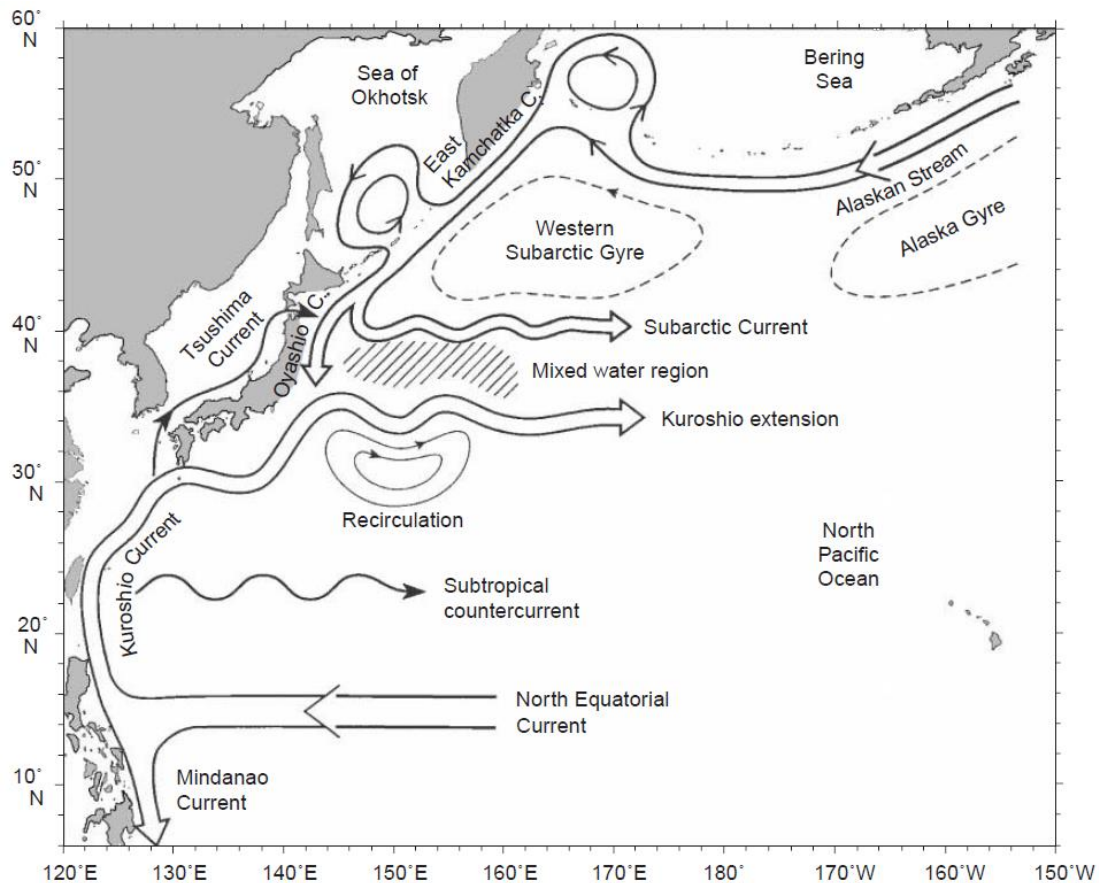 60˚
N
50˚
N
40˚
N
30˚
N
20˚
N
10˚
N
Sea of
Okhotsk
Bering
Sea
East
Kamchatka C.
Alaskan Stream
Alaska Gyre
Western
Subarctic Gyre
Tsushima
Current
Oyashio C.
Subarctic Current
Mixed water region
Kuroshio extension
Recirculation
Kuroshio Current
North
Pacific
Ocean
Subtropical
countercurrent
North Equatorial
Current
Mindanao
Current
120˚E
130˚E
140˚E
150˚E
160˚E
170˚E
180˚
170˚W
160˚W
150˚W